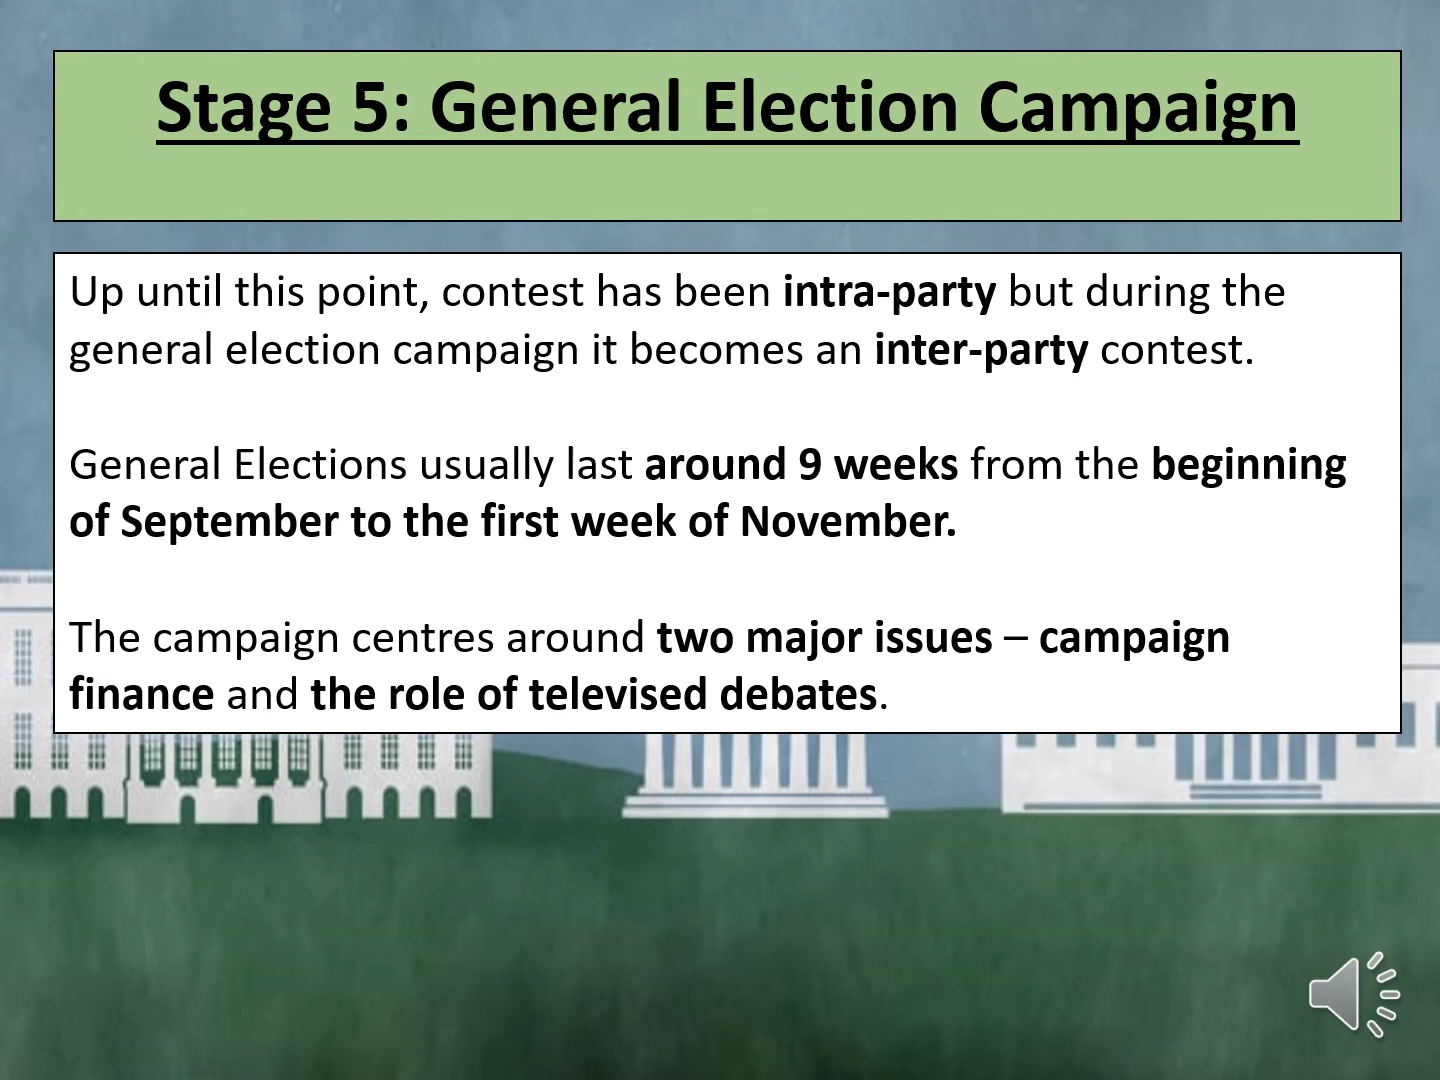 Stage 5: General Election Campaign
Up until this point, contest has been intra-party but during the
general election campaign it becomes an inter-party contest.
General Elections usually last around 9 weeks from the beginning
of September to the first week of November.
The campaign centres around two major issues – campaign
finance and the role of televised debates.